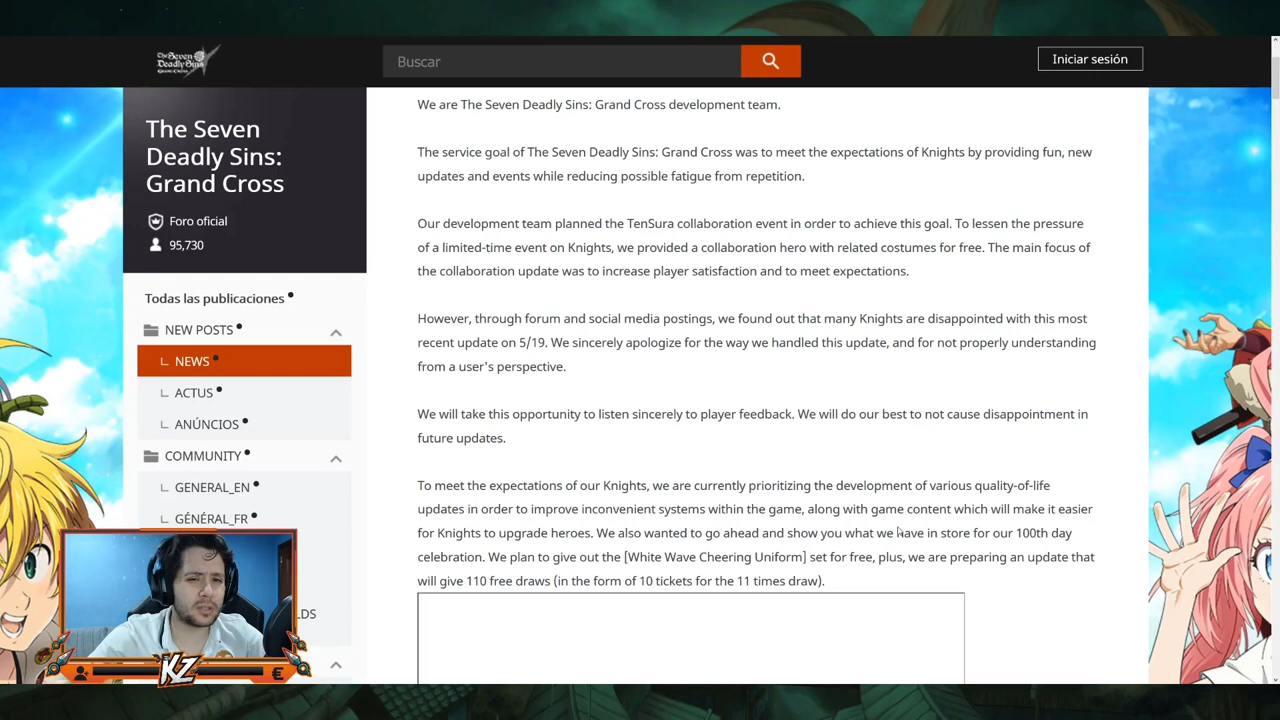 The Seven
Deadly Sins
GRAND CROSS
Buscar
Iniciar sesión
The Seven
Deadly Sins:
Grand Cross
Foro oficial
95,730
Todas las publicaciones
NEW POSTS
NEWS
ACTUS
ANÚNCIOS
COMMUNITY
GENERAL_EN
GÉNÉRAL_FR
LDS
We are The Seven Deadly Sins: Grand Cross development team.
The service goal of The Seven Deadly Sins: Grand Cross was to meet the expectations of Knights by providing fun, new
updates and events while reducing possible fatigue from repetition.
Our development team planned the TenSura collaboration event in order to achieve this goal. To lessen the pressure
of a limited-time event on Knights, we provided a collaboration hero with related costumes for free. The main focus of
the collaboration update was to increase player satisfaction and to meet expectations.
However, through forum and social media postings, we found out that many Knights are disappointed with this most
recent update on 5/19. We sincerely apologize for the way we handled this update, and for not properly understanding
from a user's perspective.
We will take this opportunity to listen sincerely to player feedback. We will do our best to not cause disappointment in
future updates.
To meet the expectations of our Knights, we are currently prioritizing the development of various quality-of-life
updates in order to improve inconvenient systems within the game, along with game content which will make it easier
for Knights to upgrade heroes. We also wanted to go ahead and show you what we have in store for our 100th day
celebration. We plan to give out the [White Wave Cheering Uniform] set for free, plus, we are preparing an update that
will give 110 free draws (in the form of 10 tickets for the 11 times draw).
KZ
€